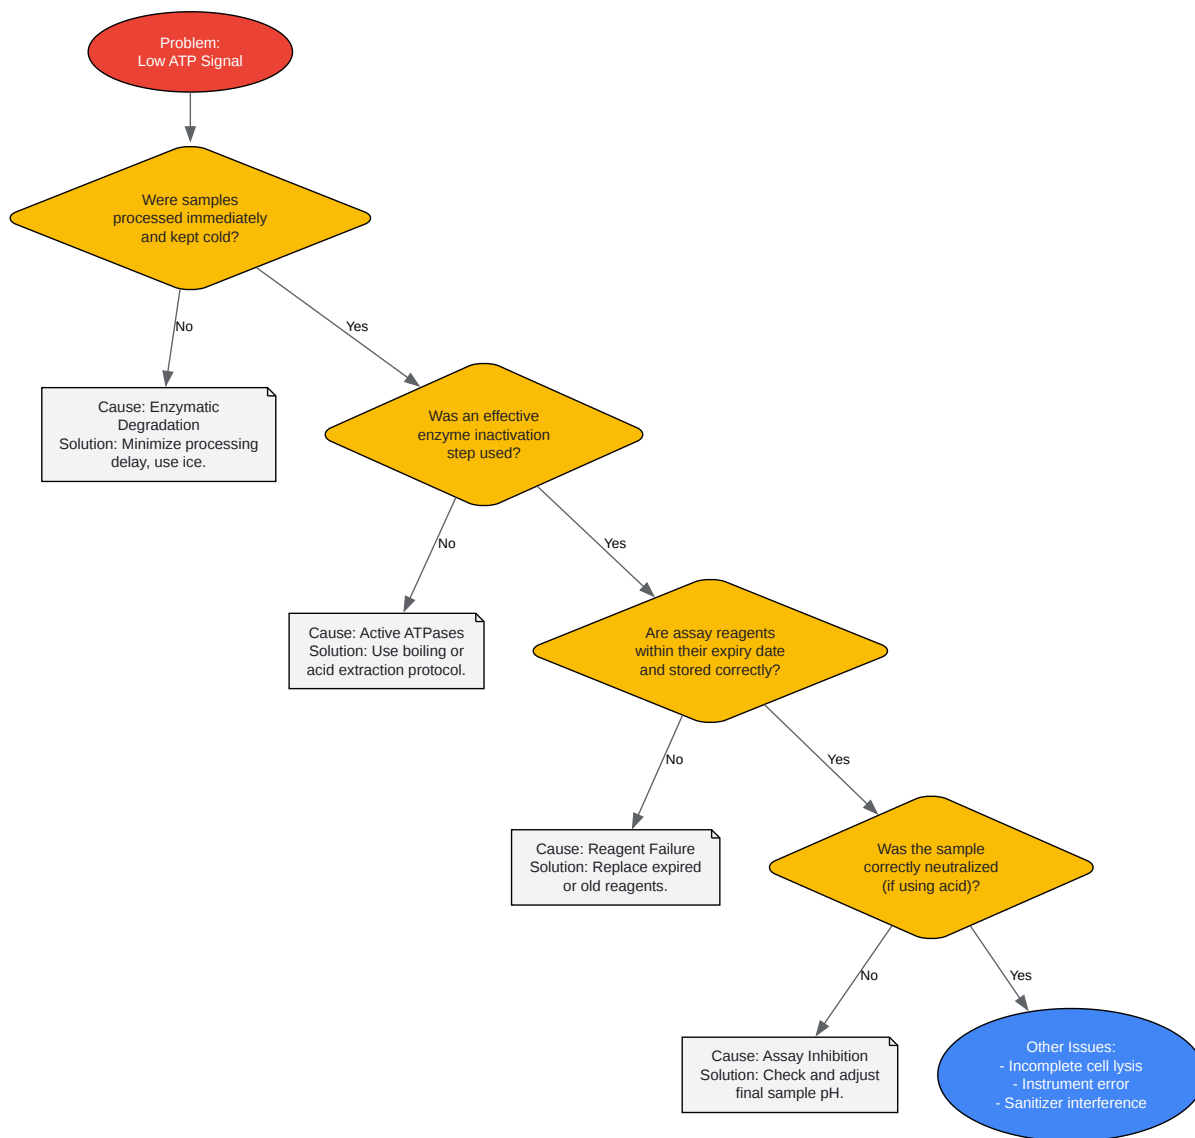 Problem:
Low ATP Signal
Were samples
processed immediately
and kept cold?
No
Yes
Cause: Enzymatic
Degradation
Solution: Minimize processing
delay, use ice.
Was an effective
enzyme inactivation
step used?
No
Yes
Cause: Active ATPases
Solution: Use boiling or
acid extraction protocol.
Are assay reagents
within their expiry date
and stored correctly?
No
Yes
Cause: Reagent Failure
Solution: Replace expired
or old reagents.
Was the sample
correctly neutralized
(if using acid)?
No
Yes
Cause: Assay Inhibition
Solution: Check and adjust
final sample pH.
Other Issues:
- Incomplete cell lysis
- Instrument error
- Sanitizer interference